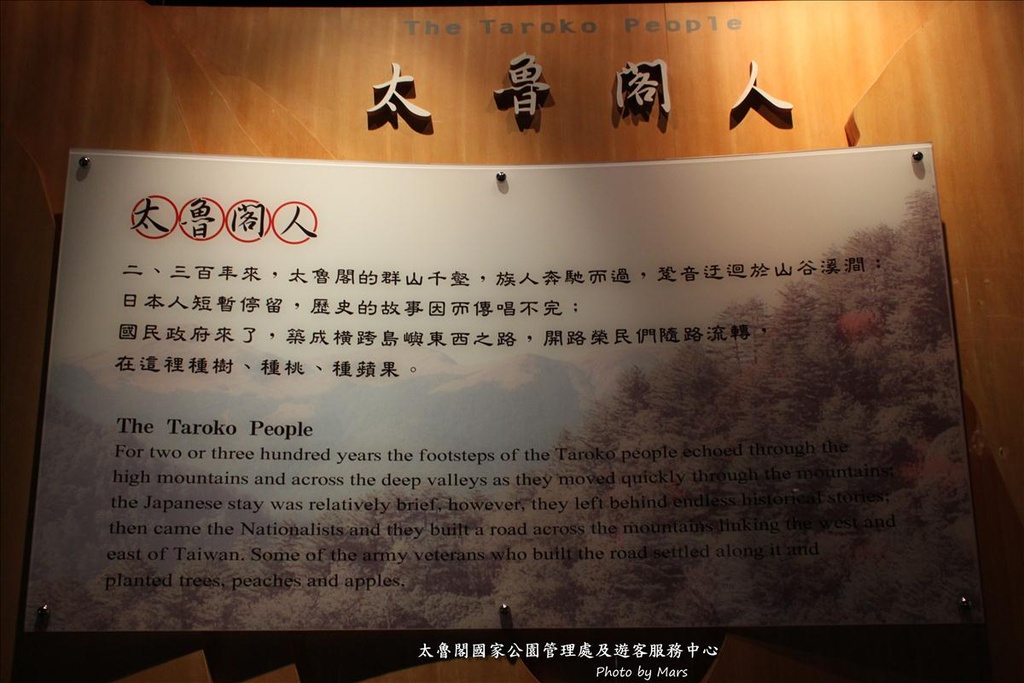 The Taroko People
太魯閣人
太魯閣人
二、三百年來，太魯閣的群山千壑，族人奔馳而過，跫音迂迴於山谷溪澗；
日本人短暫停留，歷史的故事因而傳唱不完；
國民政府來了，築成橫跨島嶼東西之路，開路榮民們隨路流轉，
在這裡種樹、種桃、種蘋果。
The Taroko People
For two or three hundred years the footsteps of the Taroko people echoed through the
high mountains and across the deep valleys as they moved quickly through the mountains;
the Japanese stay was relatively brief, however, they left behind endless historical stories;
then came the Nationalists and they built a road across the mountains linking the west and
east of Taiwan. Some of the army veterans who built the road settled along it and
planted trees, peaches and apples.
太魯閣國家公園管理處及遊客服務中心
Photo by Mars